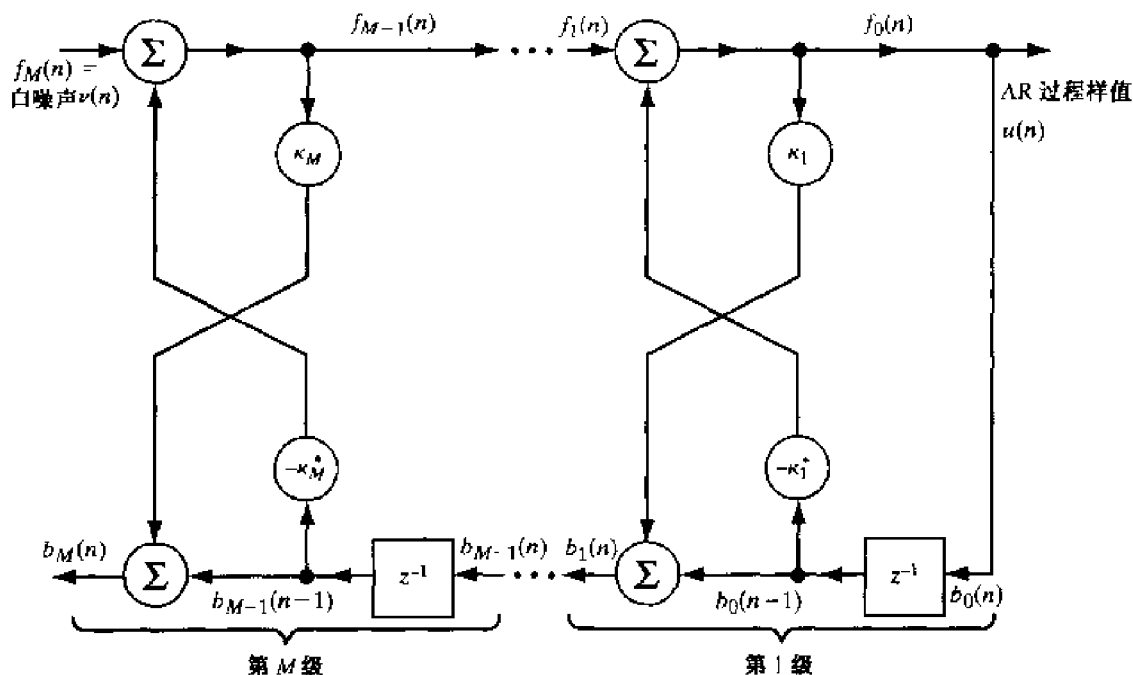 f_{M-1}(n)
f_1(n)
f_0(n)
Σ
Σ
f_M(n) =
白噪声ν(n)
AR 过程样值
u(n)
κ_M
κ_1
-κ_M^*
-κ_1^*
b_M(n)
Σ
b_{M-1}(n-1)
z^{-1}
b_{M-1}(n)
b_1(n)
Σ
b_0(n-1)
z^{-1}
b_0(n)
第 M 级
第 1 级